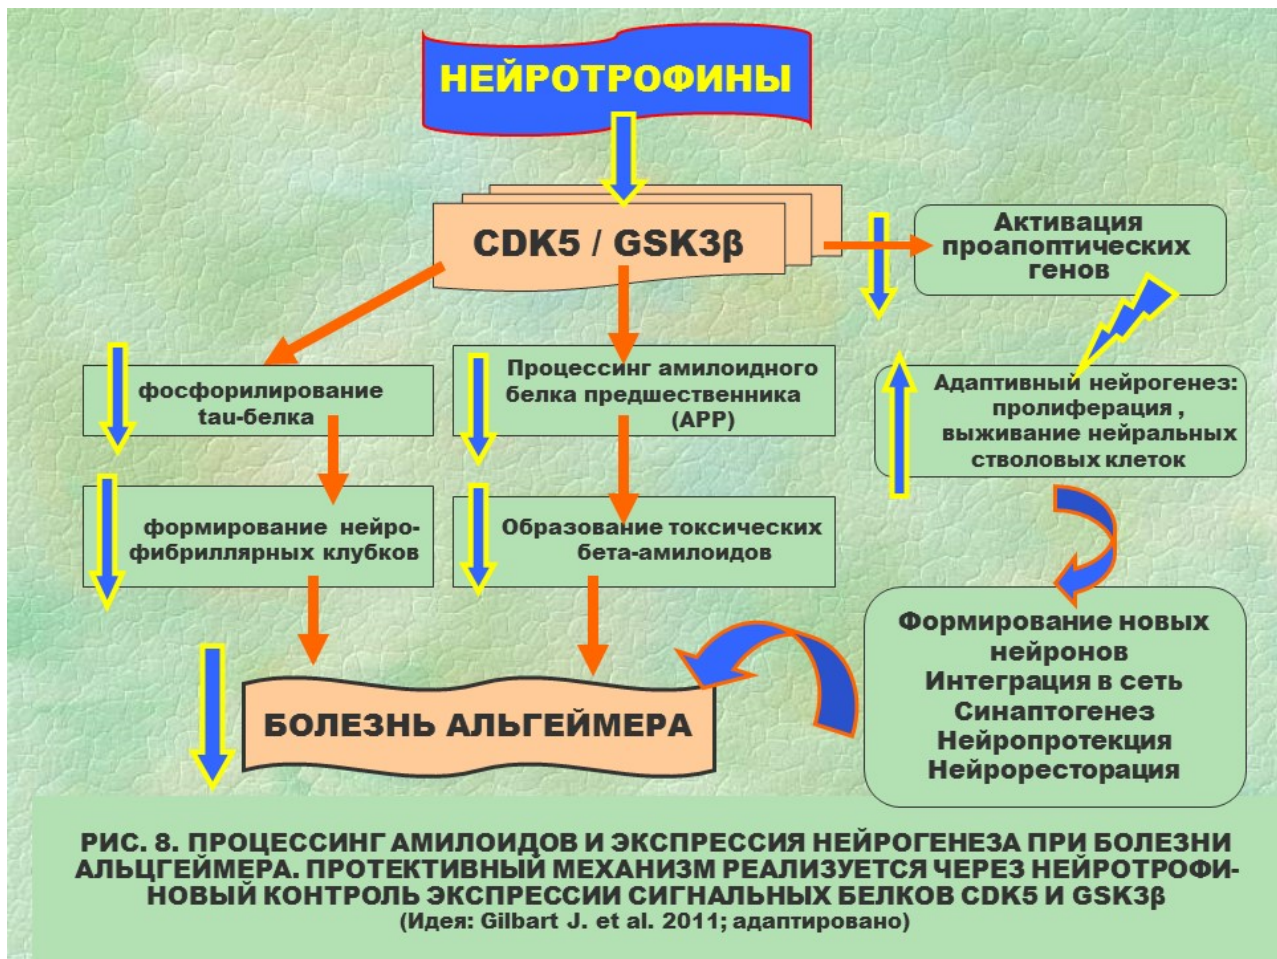 НЕЙРОТРОФИНЫ
CDK5 / GSK3β
Активация
проапоптических
генов
фосфорилирование
tau-белка
Процессинг амилоидного
белка предшественника
(APP)
Адаптивный нейрогенез:
пролиферация ,
выживание нейральных
стволовых клеток
формирование нейро-
фибриллярных клубков
Образование токсических
бета-амилоидов
Формирование новых
нейронов
Интеграция в сеть
Синаптогенез
Нейропротекция
Нейроресторация
БОЛЕЗНЬ АЛЬГЕЙМЕРА
РИС. 8. ПРОЦЕССИНГ АМИЛОИДОВ И ЭКСПРЕССИЯ НЕЙРОГЕНЕЗА ПРИ БОЛЕЗНИ
АЛЬЦГЕЙМЕРА. ПРОТЕКТИВНЫЙ МЕХАНИЗМ РЕАЛИЗУЕТСЯ ЧЕРЕЗ НЕЙРОТРОФИ-
НОВЫЙ КОНТРОЛЬ ЭКСПРЕССИИ СИГНАЛЬНЫХ БЕЛКОВ CDK5 И GSK3β
(Идея: Gilbart J. et al. 2011; адаптировано)